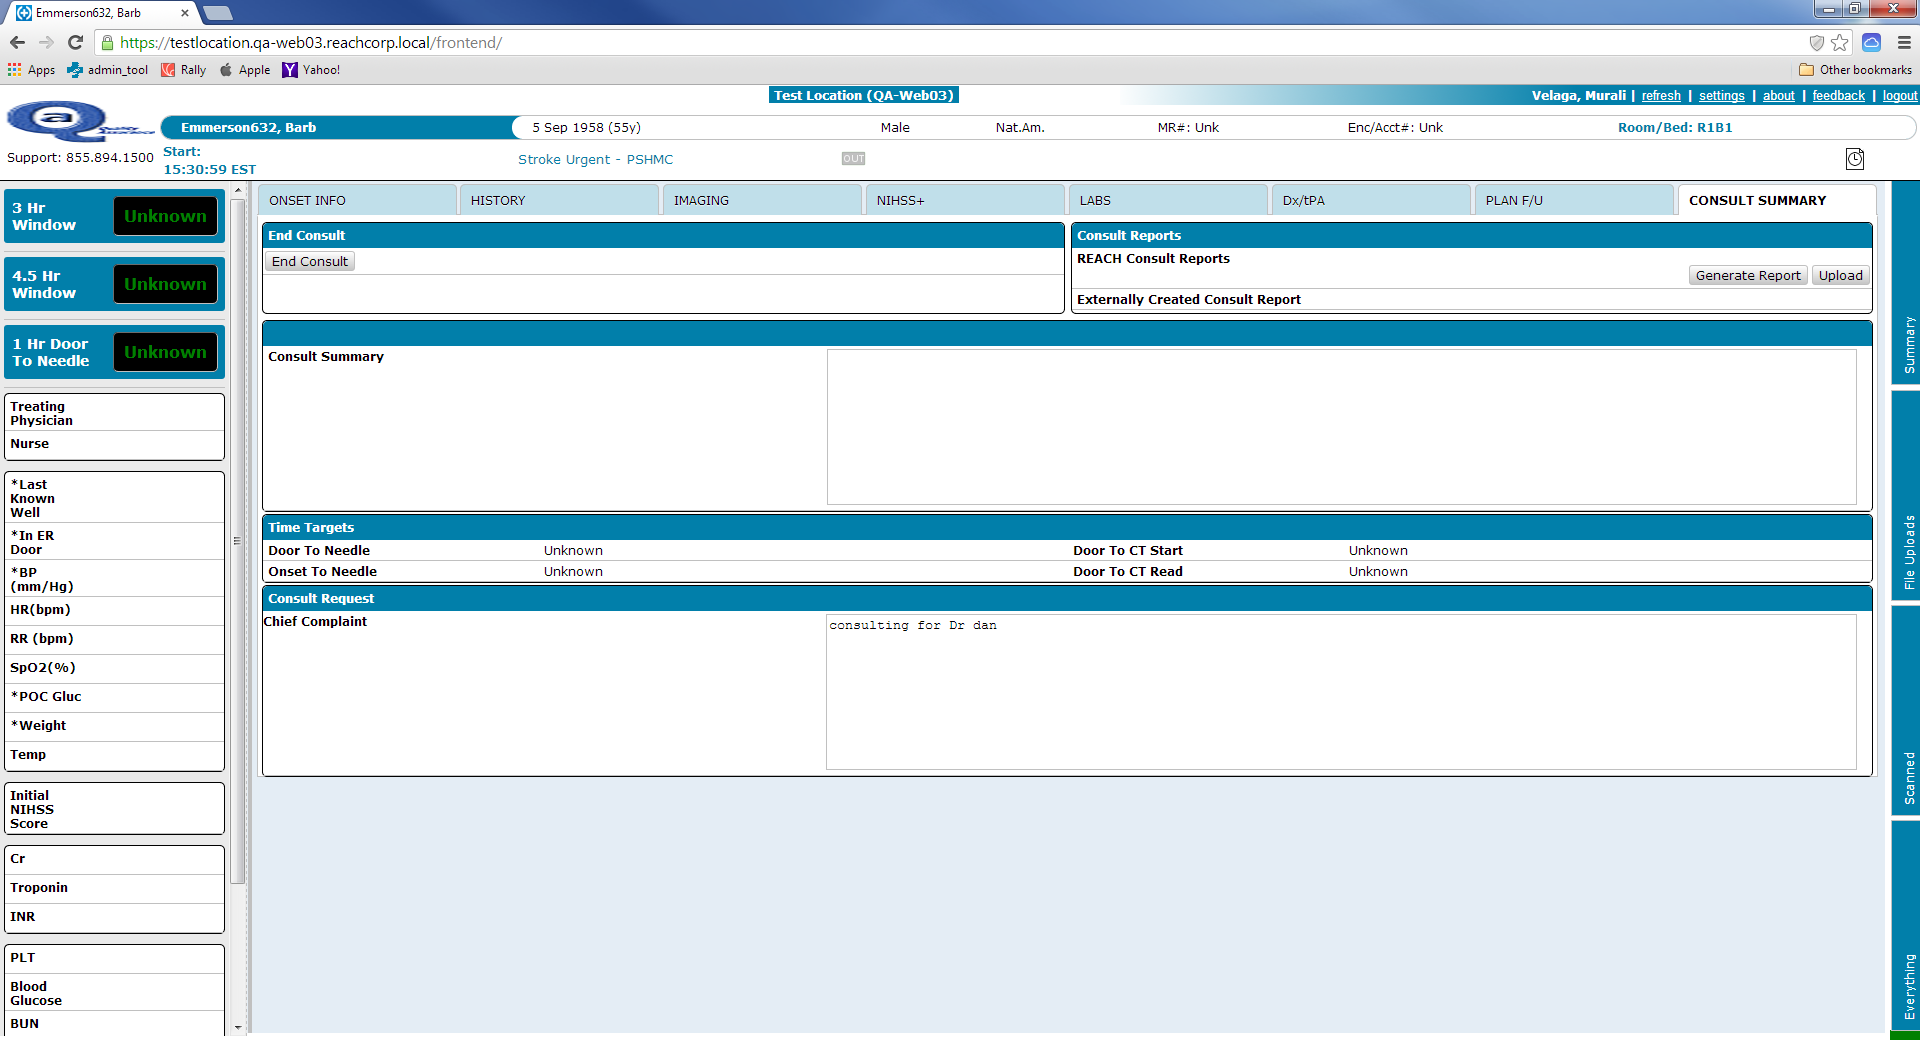 Emmerson632, Barb
https://testlocation.qa-web03.reachcorp.local/frontend/
Apps admin_tool Rally Apple Yahoo! Other bookmarks
Test Location (QA-Web03) Velaga, Murali | refresh | settings | about | feedback | logout
Qa Quality Assurance
Emmerson632, Barb 5 Sep 1958 (55y) Male Nat.Am. MR#: Unk Enc/Acct#: Unk Room/Bed: R1B1
Support: 855.894.1500
Start:
15:30:59 EST
Stroke Urgent - PSHMC OUT
3 Hr
Window
Unknown
4.5 Hr
Window
Unknown
1 Hr Door
To Needle
Unknown
Treating
Physician
Nurse
*Last
Known
Well
*In ER
Door
*BP
(mm/Hg)
HR(bpm)
RR (bpm)
SpO2(%)
*POC Gluc
*Weight
Temp
Initial
NIHSS
Score
Cr
Troponin
INR
PLT
Blood
Glucose
BUN
ONSET INFO HISTORY IMAGING NIHSS+ LABS Dx/tPA PLAN F/U CONSULT SUMMARY
End Consult
End Consult
Consult Reports
REACH Consult Reports
Generate Report Upload
Externally Created Consult Report
Consult Summary
Time Targets
Door To Needle Unknown Door To CT Start Unknown
Onset To Needle Unknown Door To CT Read Unknown
Consult Request
Chief Complaint consulting for Dr dan
Summary
File Uploads
Scanned
Everything